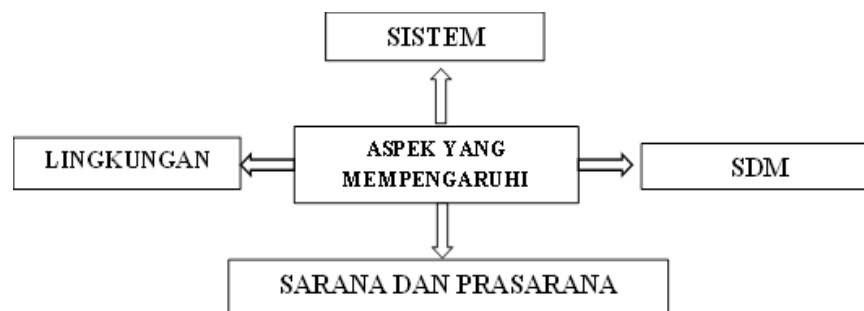 SISTEM
LINGKUNGAN
ASPEK YANG
MEMPENGARUHI
SDM
SARANA DAN PRASARANA